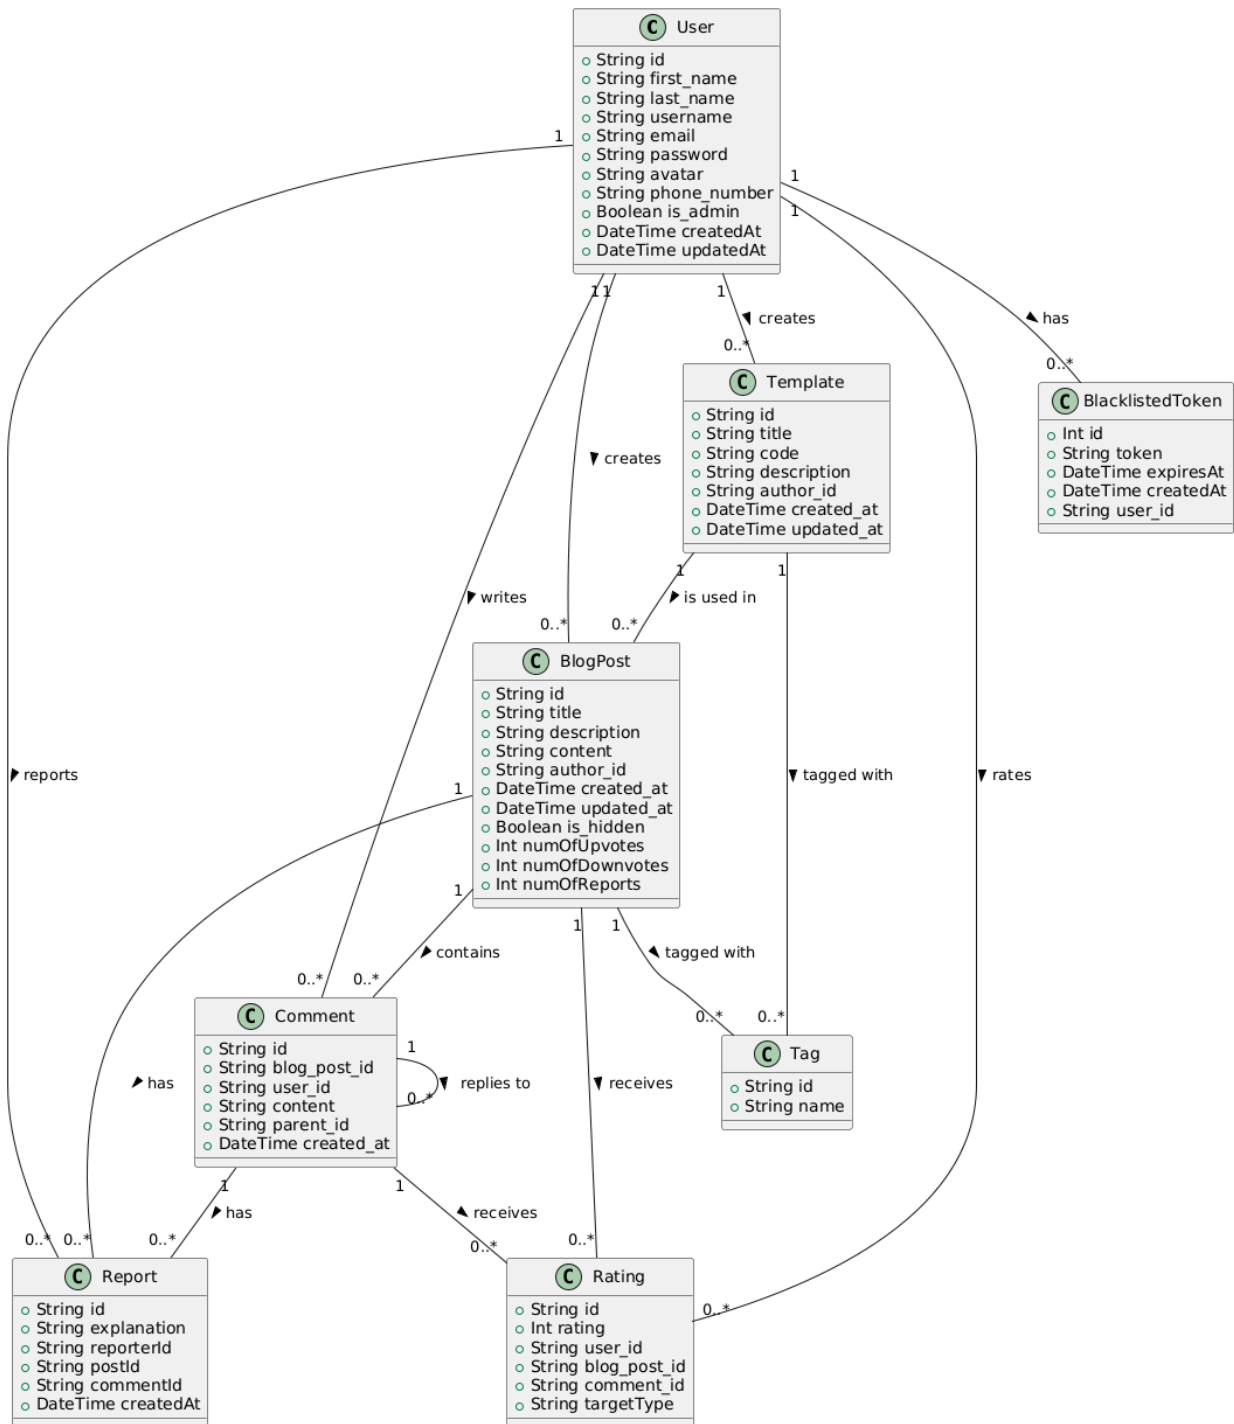 C User
String id
String first_name
String last_name
String username
String email
String password
String avatar
String phone_number
Boolean is_admin
DateTime createdAt
DateTime updatedAt
1
1
1
1
1
1
creates
0..*
has
0..*
C Template
String id
String title
String code
String description
String author_id
DateTime created_at
DateTime updated_at
C BlacklistedToken
Int id
String token
DateTime expiresAt
DateTime createdAt
String user_id
creates
1
1
writes
is used in
0..*
0..*
C BlogPost
String id
String title
String description
String content
String author_id
DateTime created_at
DateTime updated_at
Boolean is_hidden
Int numOfUpvotes
Int numOfDownvotes
Int numOfReports
reports
tagged with
rates
1
1
1
1
contains
tagged with
0..*
0..*
0..*
0..*
C Comment
String id
String blog_post_id
String user_id
String content
String parent_id
DateTime created_at
1
replies to
0..*
C Tag
String id
String name
has
receives
1
1
has
receives
0..*
0..*
0..*
0..*
0..*
0..*
C Report
String id
String explanation
String reporterId
String postId
String commentId
DateTime createdAt
C Rating
String id
Int rating
String user_id
String blog_post_id
String comment_id
String targetType